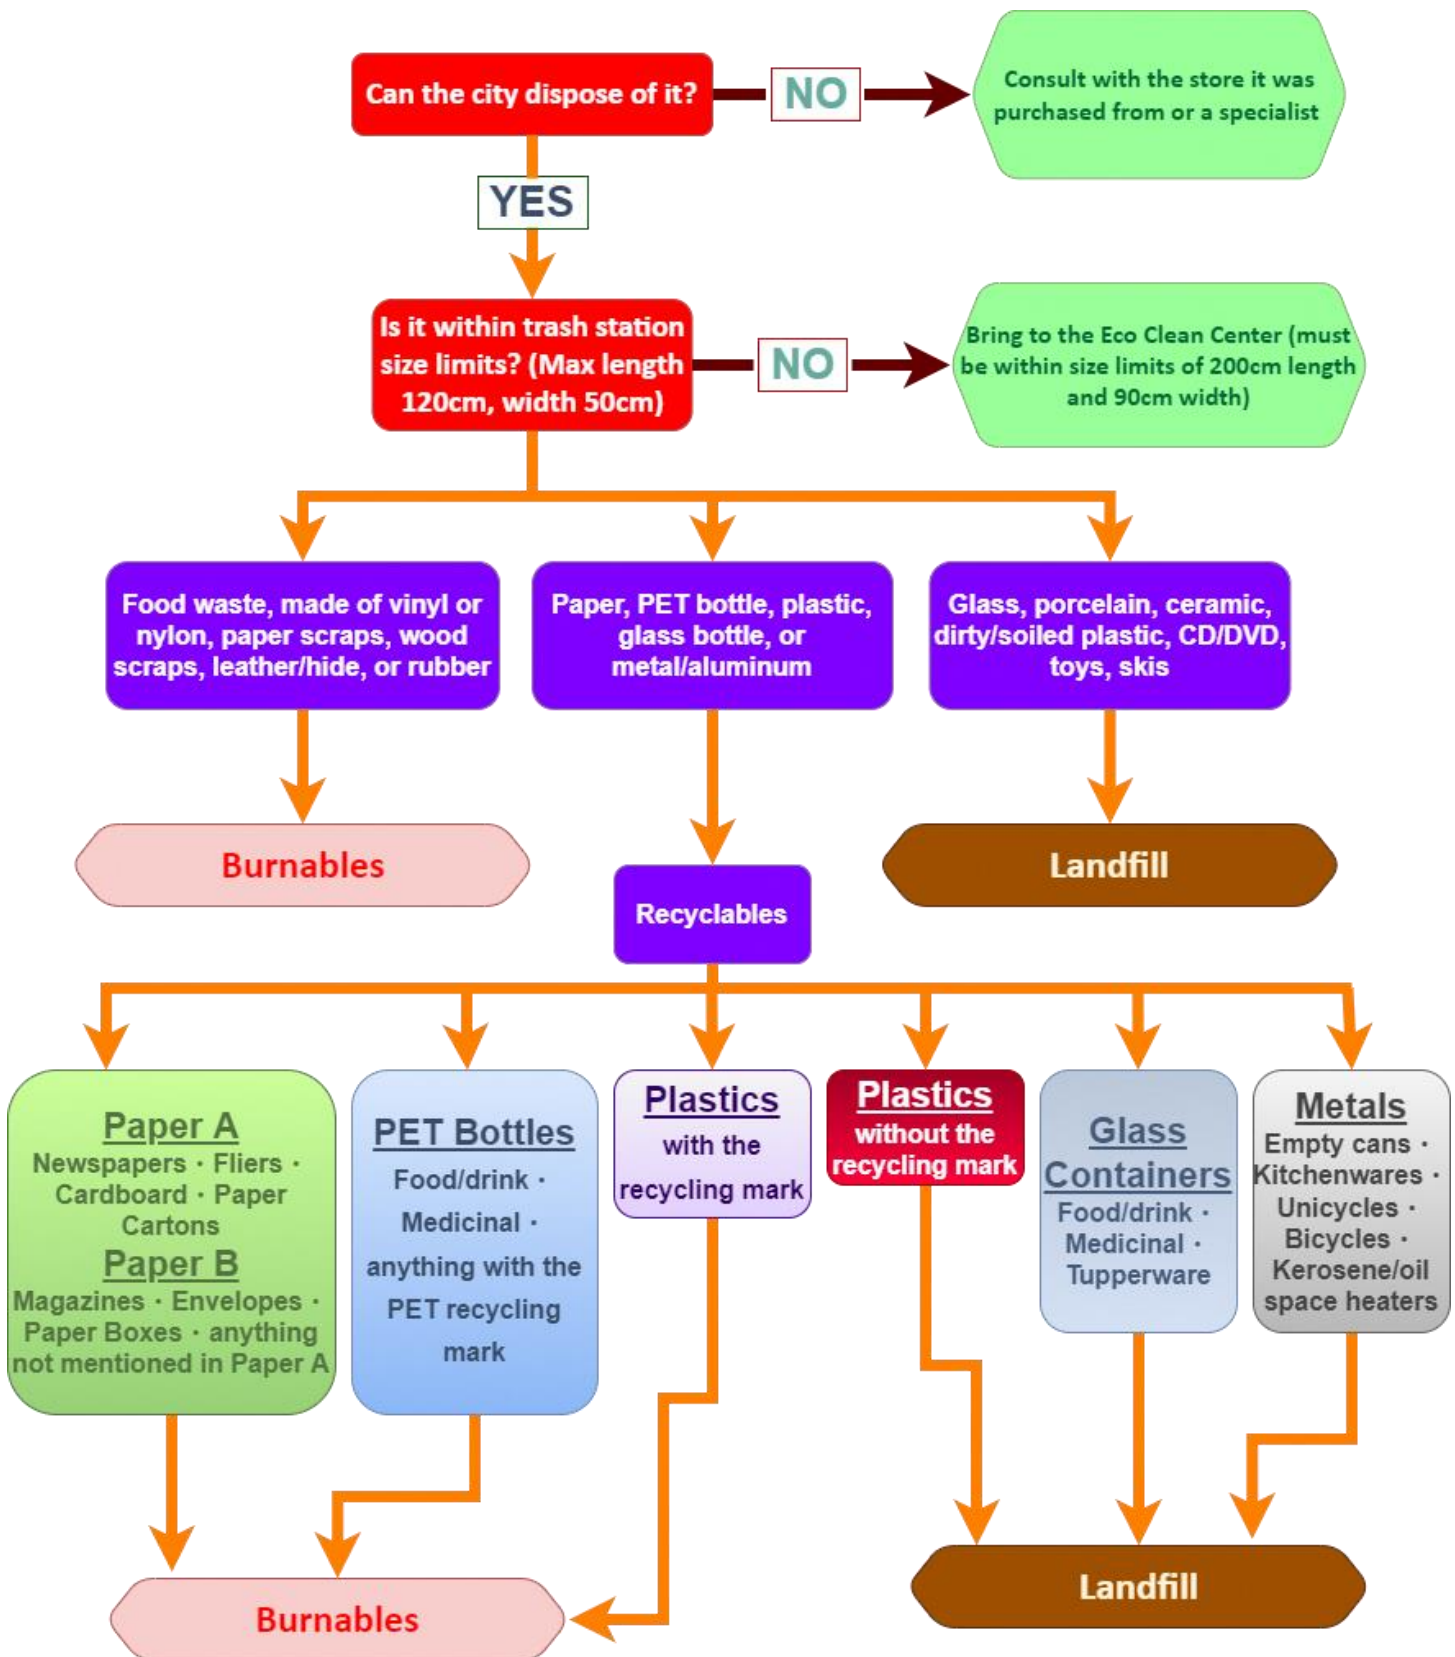 Can the city dispose of it?
NO
Consult with the store it was
purchased from or a specialist
YES
Is it within trash station
size limits? (Max length
120cm, width 50cm)
NO
Bring to the Eco Clean Center (must
be within size limits of 200cm length
and 90cm width)
Food waste, made of vinyl or
nylon, paper scraps, wood
scraps, leather/hide, or rubber
Paper, PET bottle, plastic,
glass bottle, or
metal/aluminum
Glass, porcelain, ceramic,
dirty/soiled plastic, CD/DVD,
toys, skis
Burnables
Landfill
Recyclables
Paper A
Newspapers・Fliers・
Cardboard・Paper
Cartons
Paper B
Magazines・Envelopes・
Paper Boxes・anything
not mentioned in Paper A
PET Bottles
Food/drink・
Medicinal・
anything with the
PET recycling
mark
Plastics
with the
recycling mark
Plastics
without the
recycling mark
Glass
Containers
Food/drink・
Medicinal・
Tupperware
Metals
Empty cans・
Kitchenwares・
Unicycles・
Bicycles・
Kerosene/oil
space heaters
Burnables
Landfill